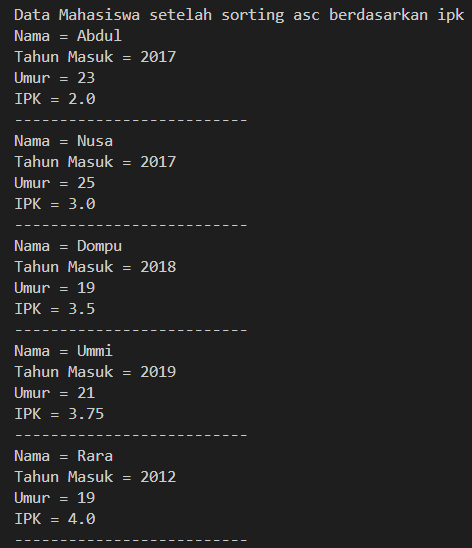 Data Mahasiswa setelah sorting asc berdasarkan ipk
Nama = Abdul
Tahun Masuk = 2017
Umur = 23
IPK = 2.0
--------------------------
Nama = Nusa
Tahun Masuk = 2017
Umur = 25
IPK = 3.0
--------------------------
Nama = Dompu
Tahun Masuk = 2018
Umur = 19
IPK = 3.5
--------------------------
Nama = Ummi
Tahun Masuk = 2019
Umur = 21
IPK = 3.75
--------------------------
Nama = Rara
Tahun Masuk = 2012
Umur = 19
IPK = 4.0
--------------------------